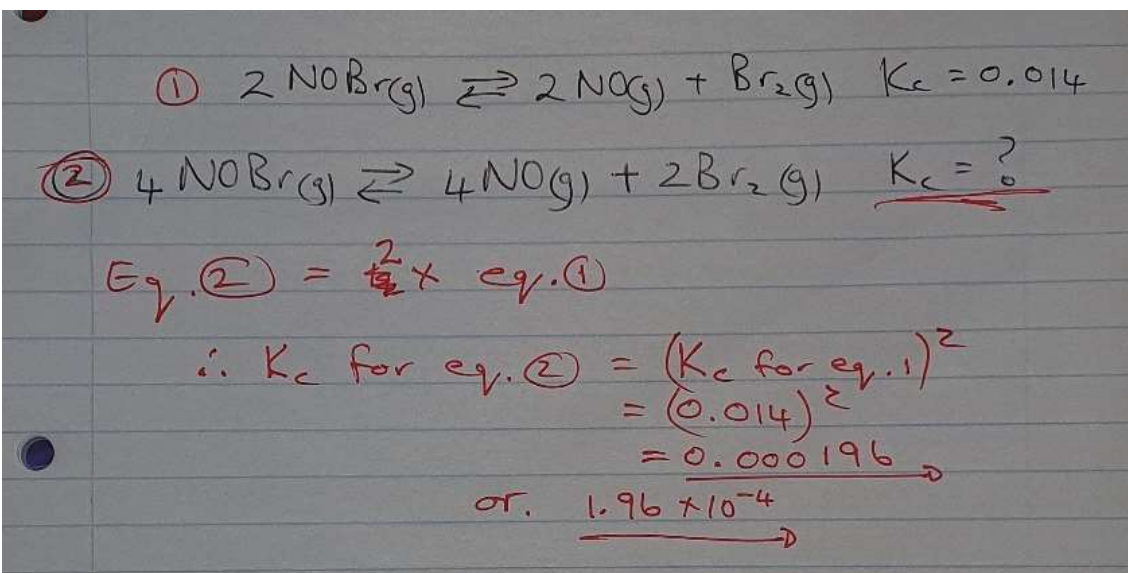 ① 2 NOBr(g) ⇄ 2 NO(g) + Br₂(g) Kc = 0.014
② 4 NOBr(g) ⇄ 4 NO(g) + 2Br₂(g) Kc = ?
Eq.② = 2 × eq.①
∴ Kc for eq.② = (Kc for eq.1)²
= (0.014)²
= 0.000196
or. 1.96 × 10⁻⁴